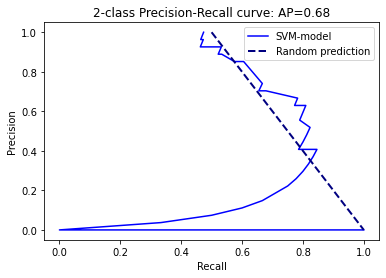 2-class Precision-Recall curve: AP=0.68
SVM-model
Random prediction
Precision
1.0
0.8
0.6
0.4
0.2
0.0
0.0 0.2 0.4 0.6 0.8 1.0
Recall